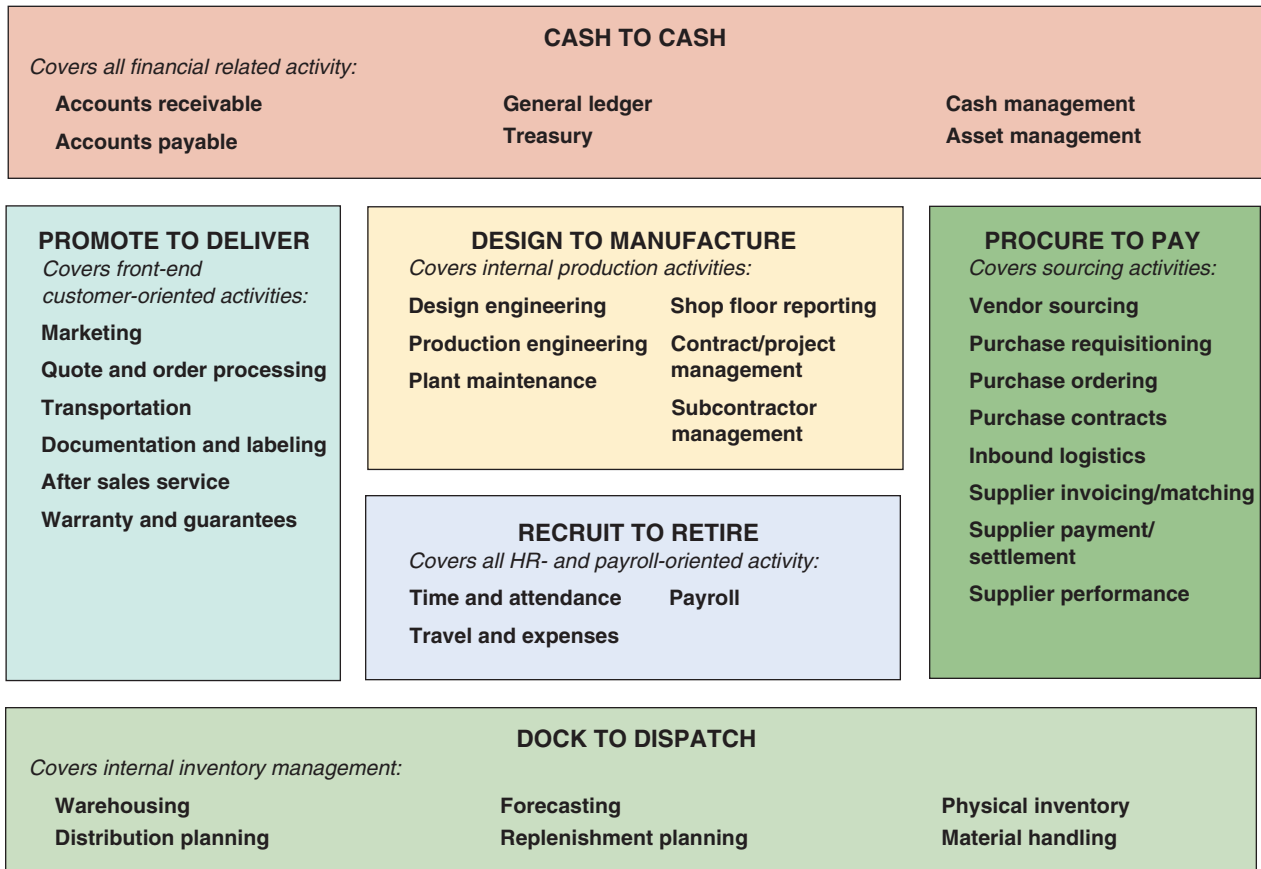 CASH TO CASH
Covers all financial related activity:
Accounts receivable
Accounts payable
General ledger
Treasury
Cash management
Asset management
PROMOTE TO DELIVER
Covers front-end
customer-oriented activities:
Marketing
Quote and order processing
Transportation
Documentation and labeling
After sales service
Warranty and guarantees
DESIGN TO MANUFACTURE
Covers internal production activities:
Design engineering
Production engineering
Plant maintenance
Shop floor reporting
Contract/project
management
Subcontractor
management
RECRUIT TO RETIRE
Covers all HR- and payroll-oriented activity:
Time and attendance
Travel and expenses
Payroll
PROCURE TO PAY
Covers sourcing activities:
Vendor sourcing
Purchase requisitioning
Purchase ordering
Purchase contracts
Inbound logistics
Supplier invoicing/matching
Supplier payment/
settlement
Supplier performance
DOCK TO DISPATCH
Covers internal inventory management:
Warehousing
Distribution planning
Forecasting
Replenishment planning
Physical inventory
Material handling